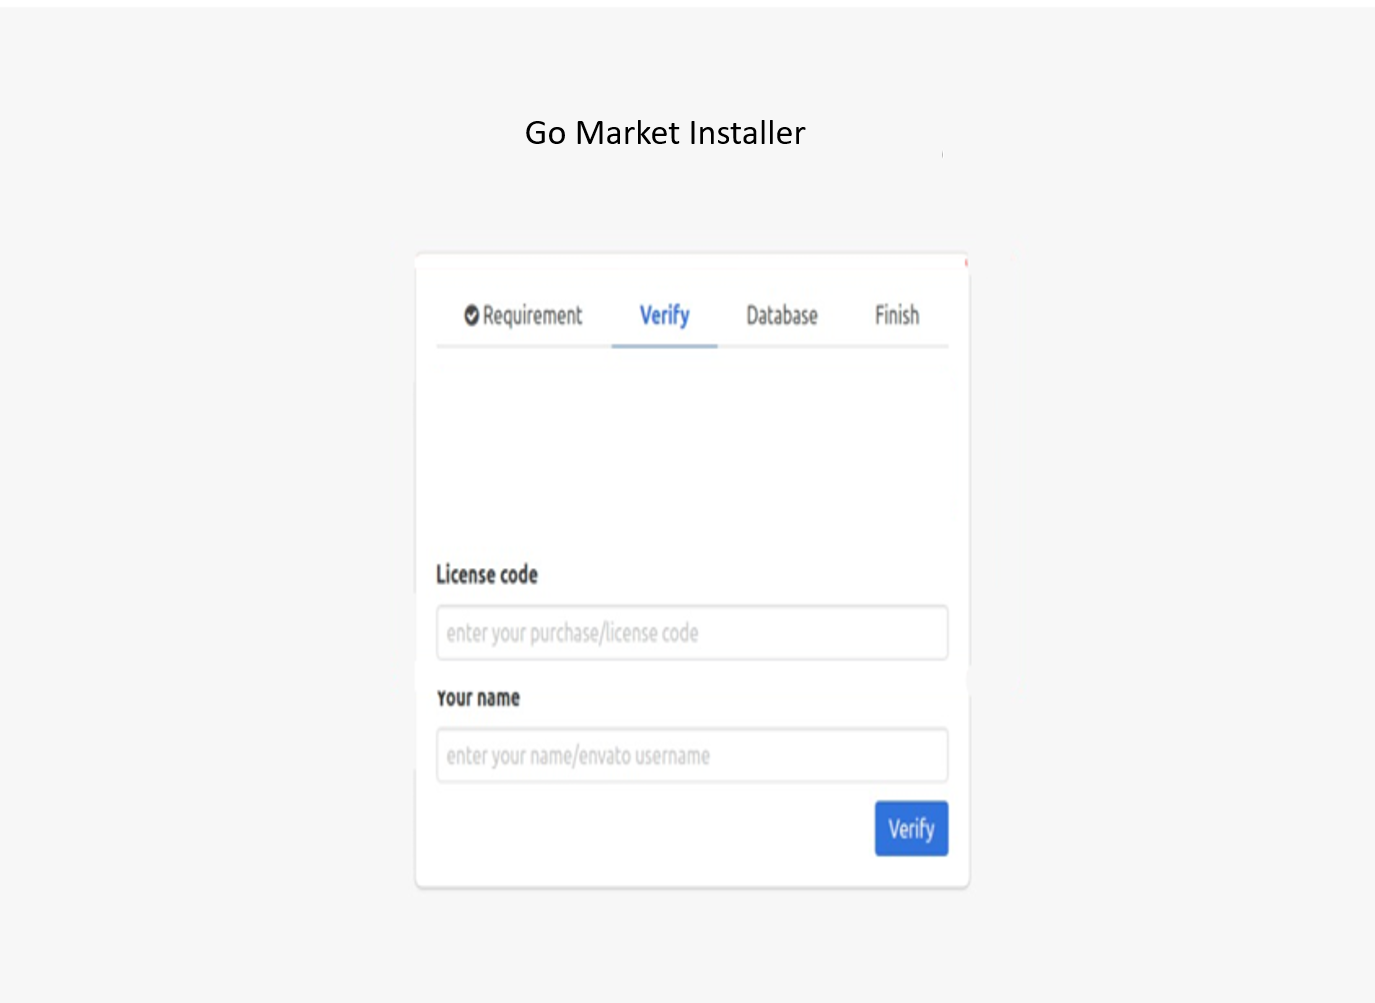 Go Market Installer
Requirement Verify Database Finish
License code
enter your purchase/license code
Your name
enter your name/envato username
Verify